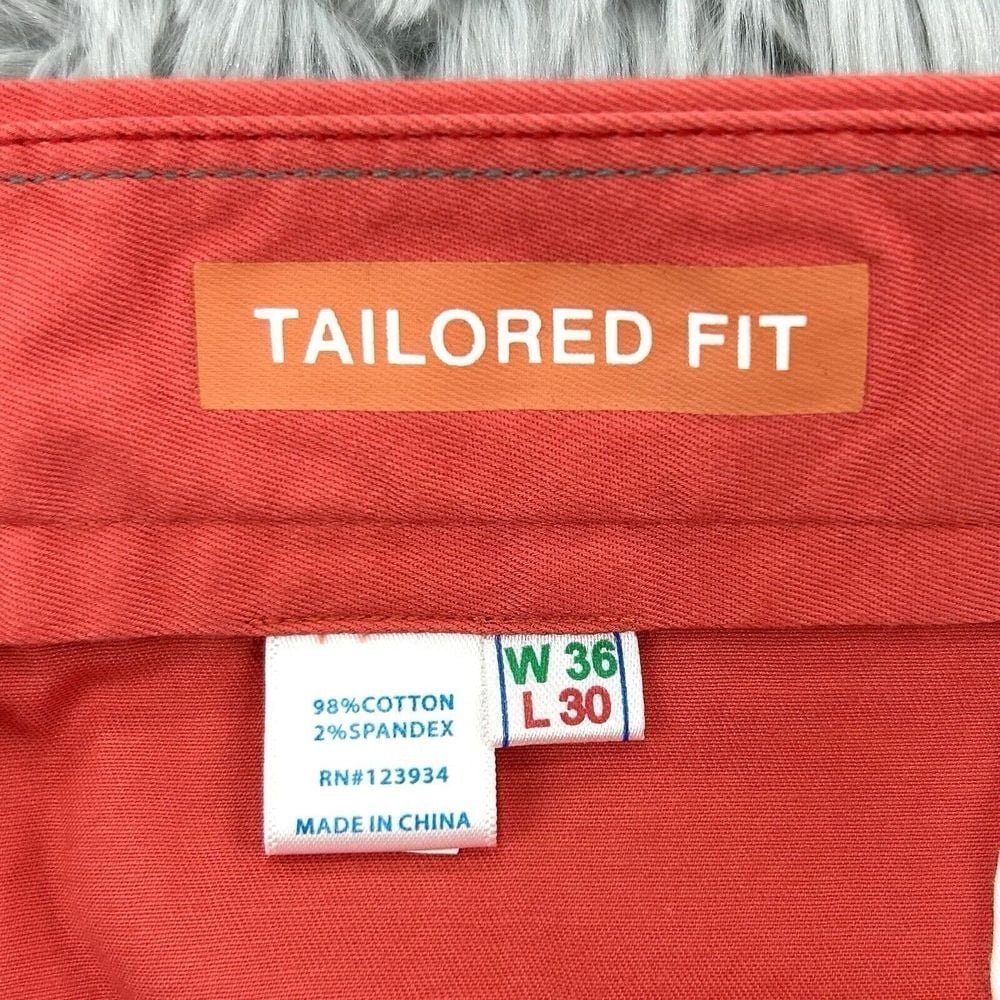 TAILORED FIT
98%COTTON
2%SPANDEX
RN#123934
MADE IN CHINA
W 36
L 30